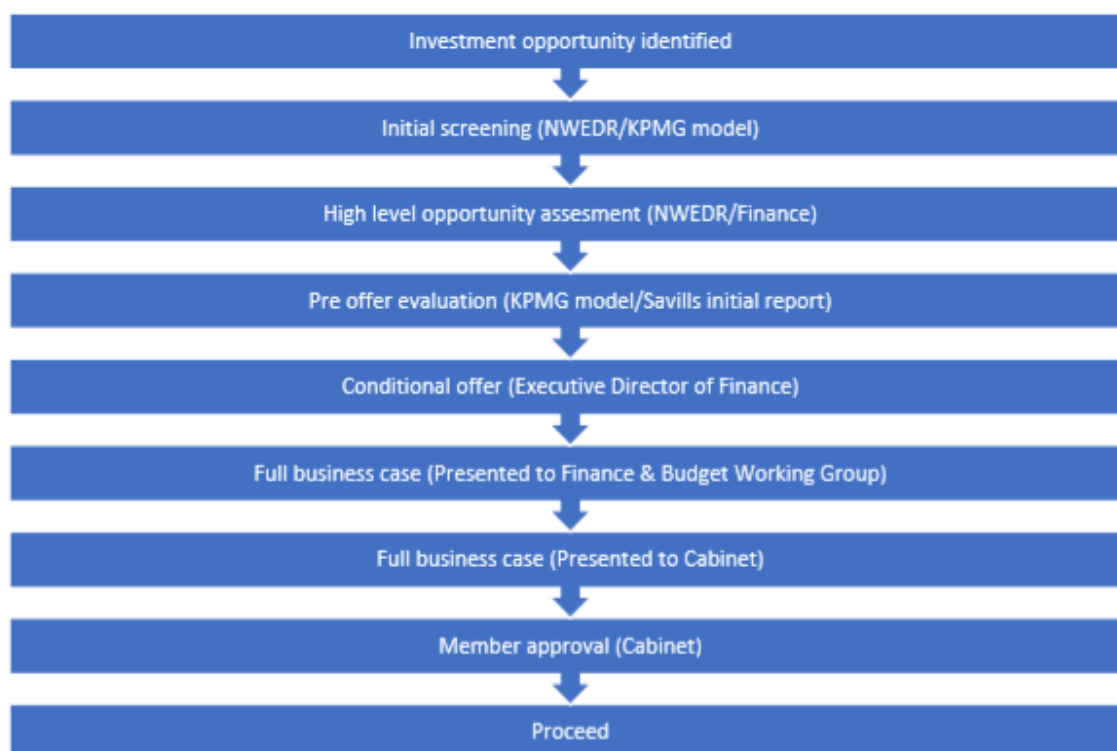 Investment opportunity identified
Initial screening (NWEDR/KPMG model)
High level opportunity assesment (NWEDR/Finance)
Pre offer evaluation (KPMG model/Savills initial report)
Conditional offer (Executive Director of Finance)
Full business case (Presented to Finance & Budget Working Group)
Full business case (Presented to Cabinet)
Member approval (Cabinet)
Proceed